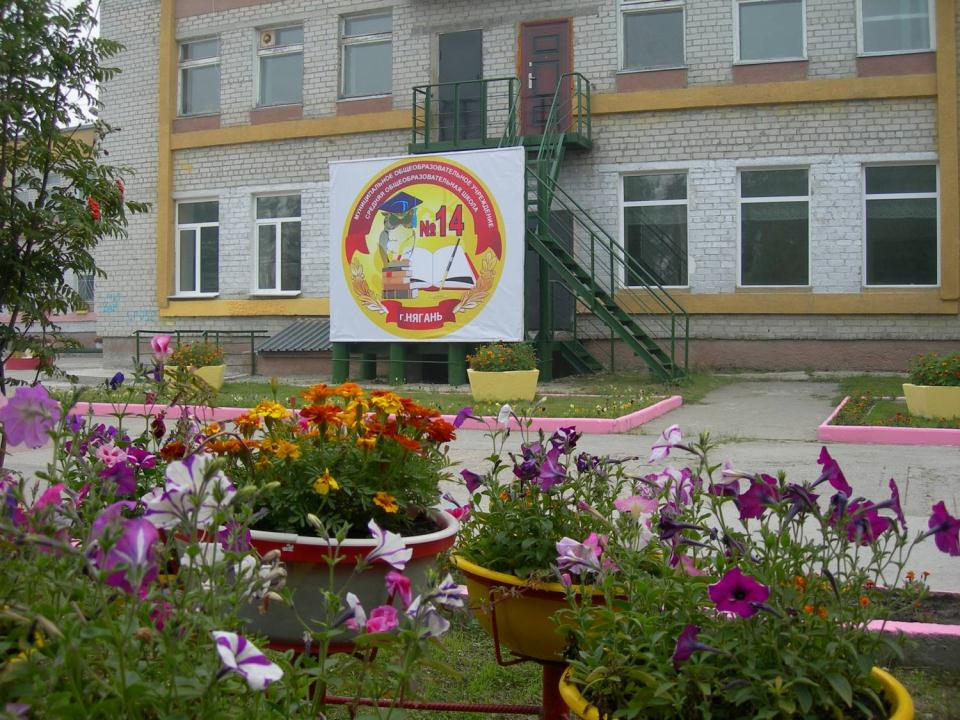 МУНИЦИПАЛЬНОЕ ОБЩЕОБРАЗОВАТЕЛЬНОЕ УЧРЕЖДЕНИЕ
СРЕДНЯЯ ОБЩЕОБРАЗОВАТЕЛЬНАЯ ШКОЛА
№14
г.НЯГАНЬ